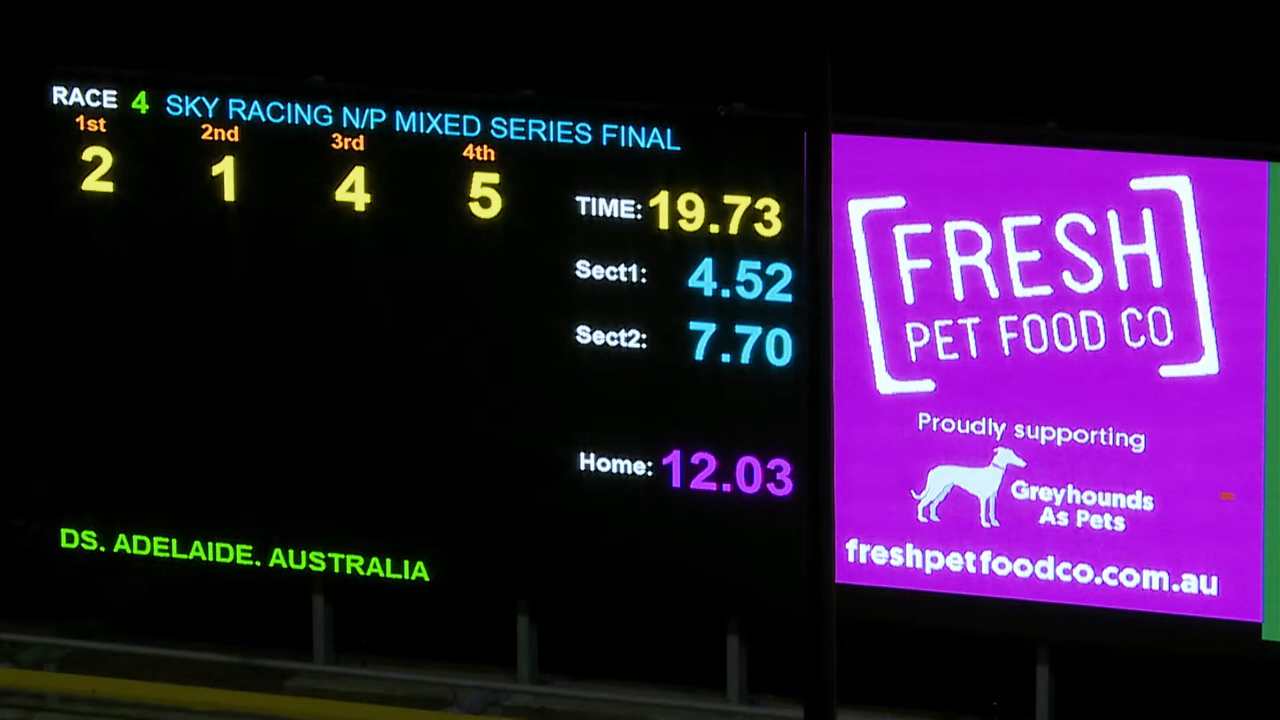 RACE 4 SKY RACING N/P MIXED SERIES FINAL
1st 2nd 3rd 4th
2 1 4 5
TIME: 19.73
Sect1: 4.52
Sect2: 7.70
Home: 12.03
DS. ADELAIDE. AUSTRALIA
FRESH
PET FOOD CO
Proudly supporting
Greyhounds
As Pets
freshpetfoodco.com.au